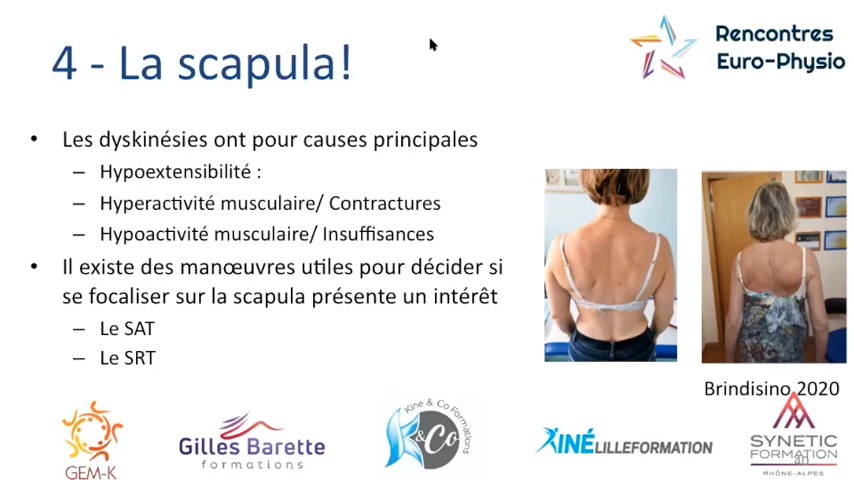 4 - La scapula!
Rencontres
Euro-Physio
• Les dyskinésies ont pour causes principales
– Hypoextensibilité :
– Hyperactivité musculaire/ Contractures
– Hypoactivité musculaire/ Insuffisances
• Il existe des manœuvres utiles pour décider si
se focaliser sur la scapula présente un intérêt
– Le SAT
– Le SRT
Brindisino 2020
GEM-K
Gilles Barette
formations
Kiné & Co Formations
K&Co
KINÉLILLEFORMATION
SYNETIC
FORMATION
40
RHÔNE-ALPES